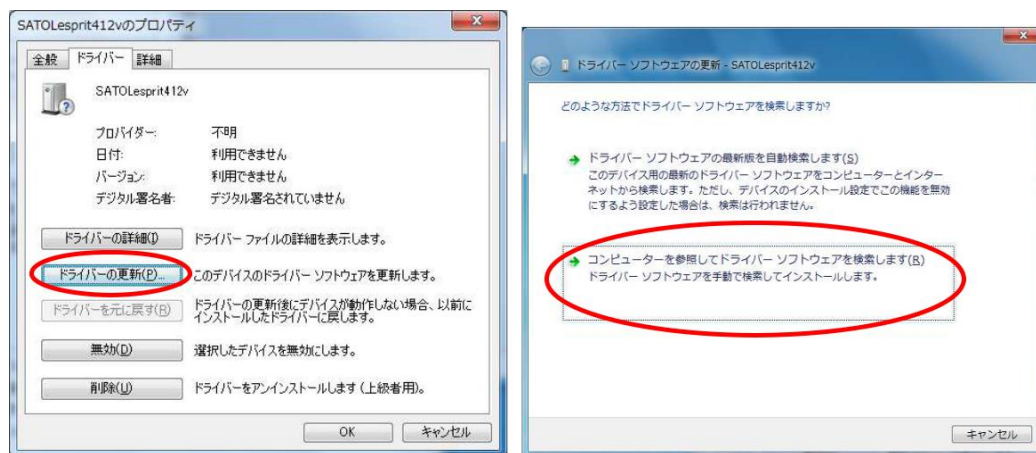 SATOLesprit412vのプロパティ
全般 ドライバー 詳細
SATOLesprit412v
プロバイダー: 不明
日付: 利用できません
バージョン: 利用できません
デジタル署名者: デジタル署名されていません
ドライバーの詳細(I) ドライバー ファイルの詳細を表示します。
ドライバーの更新(P)... このデバイスのドライバー ソフトウェアを更新します。
ドライバーを元に戻す(R) ドライバーの更新後にデバイスが動作しない場合、以前に
インストールしたドライバーに戻します。
無効(D) 選択したデバイスを無効にします。
削除(U) ドライバーをアンインストールします (上級者用)。
OK キャンセル
ドライバー ソフトウェアの更新 - SATOLesprit412v
どのような方法でドライバー ソフトウェアを検索しますか?
ドライバー ソフトウェアの最新版を自動検索します(S)
このデバイス用の最新のドライバー ソフトウェアをコンピューターとインター
ネットから検索します。ただし、デバイスのインストール設定でこの機能を無効
にするよう設定した場合は、検索は行われません。
コンピューターを参照してドライバー ソフトウェアを検索します(R)
ドライバー ソフトウェアを手動で検索してインストールします。
キャンセル